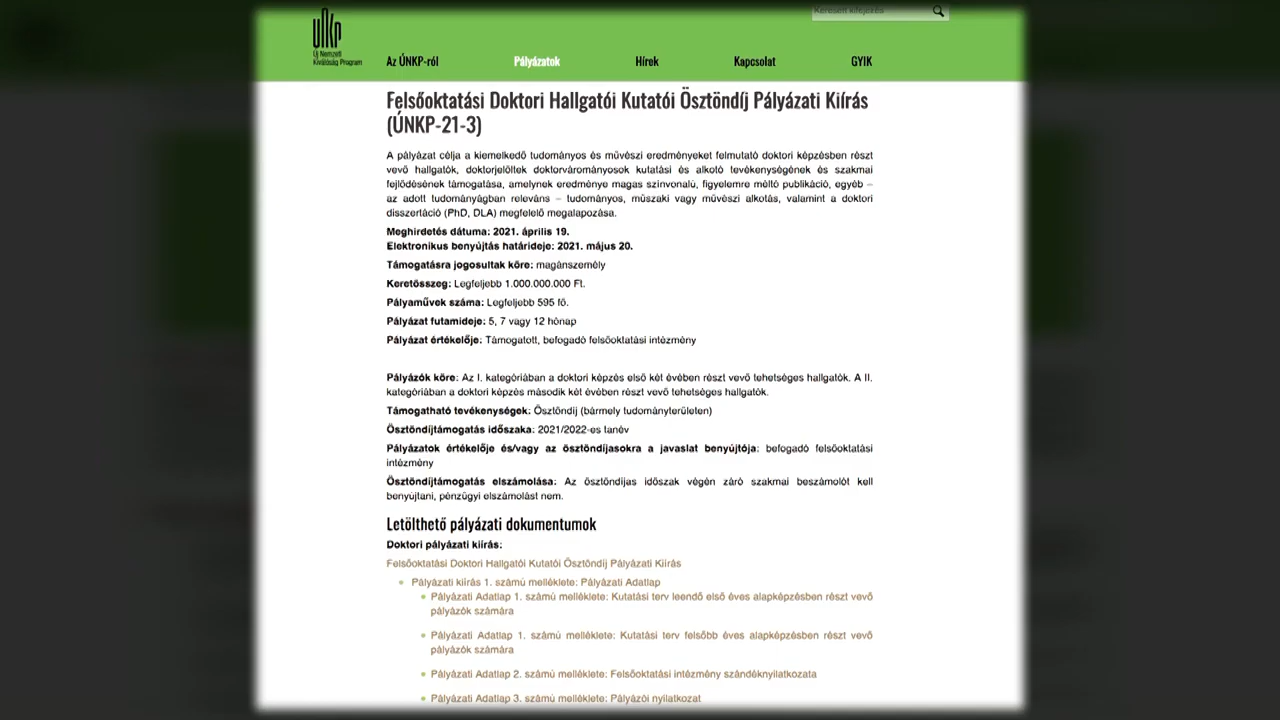 Keresett kifejezés
únkp
Új Nemzeti
Kiválóság Program
Az ÚNKP-ról
Pályázatok
Hírek
Kapcsolat
GYIK
Felsőoktatási Doktori Hallgatói Kutatói Ösztöndíj Pályázati Kiírás
(ÚNKP-21-3)
A pályázat célja a kiemelkedő tudományos és művészi eredményeket felmutató doktori képzésben részt
vevő hallgatók, doktorjelöltek doktorvárományosok kutatási és alkotó tevékenységének és szakmai
fejlődésének támogatása, amelynek eredménye magas színvonalú, figyelemre méltó publikáció, egyéb –
az adott tudományágban releváns – tudományos, műszaki vagy művészi alkotás, valamint a doktori
disszertáció (PhD, DLA) megfelelő megalapozása.
Meghirdetés dátuma: 2021. április 19.
Elektronikus benyújtás határideje: 2021. május 20.
Támogatásra jogosultak köre: magánszemély
Keretösszeg: Legfeljebb 1.000.000.000 Ft.
Pályaművek száma: Legfeljebb 595 fő.
Pályázat futamideje: 5, 7 vagy 12 hónap
Pályázat értékelője: Támogatott, befogadó felsőoktatási intézmény
Pályázók köre: Az I. kategóriában a doktori képzés első két évében részt vevő tehetséges hallgatók. A II.
kategóriában a doktori képzés második két évében részt vevő tehetséges hallgatók.
Támogatható tevékenységek: Ösztöndíj (bármely tudományterületen)
Ösztöndíjtámogatás időszaka: 2021/2022-es tanév
Pályázatok értékelője és/vagy az ösztöndíjasokra a javaslat benyújtója: befogadó felsőoktatási
intézmény
Ösztöndíjtámogatás elszámolása: Az ösztöndíjas időszak végén záró szakmai beszámolót kell
benyújtani, pénzügyi elszámolást nem.
Letölthető pályázati dokumentumok
Doktori pályázati kiírás:
Felsőoktatási Doktori Hallgatói Kutatói Ösztöndíj Pályázati Kiírás
Pályázati kiírás 1. számú melléklete: Pályázati Adatlap
Pályázati Adatlap 1. számú melléklete: Kutatási terv leendő első éves alapképzésben részt vevő
pályázók számára
Pályázati Adatlap 1. számú melléklete: Kutatási terv felsőbb éves alapképzésben részt vevő
pályázók számára
Pályázati Adatlap 2. számú melléklete: Felsőoktatási intézmény szándéknyilatkozata
Pályázati Adatlap 3. számú melléklete: Pályázói nyilatkozat